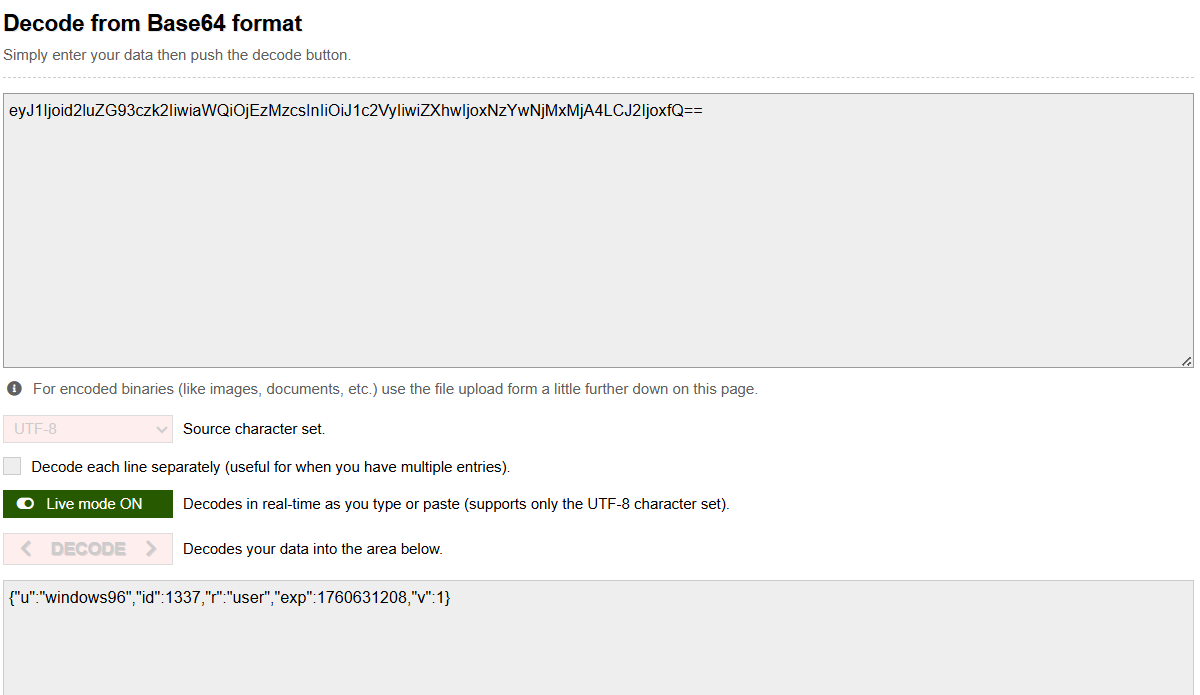 Decode from Base64 format
Simply enter your data then push the decode button.
eyJ1Ijoid2luZG93czk2IiwiaWQiOjEzMzcsInIiOiJ1c2VyIiwiZXhwIjoxNzYwNjMxMjA4LCJ2IjoxfQ==
For encoded binaries (like images, documents, etc.) use the file upload form a little further down on this page.
UTF-8 Source character set.
Decode each line separately (useful for when you have multiple entries).
Live mode ON Decodes in real-time as you type or paste (supports only the UTF-8 character set).
DECODE Decodes your data into the area below.
{"u":"windows96","id":1337,"r":"user","exp":1760631208,"v":1}